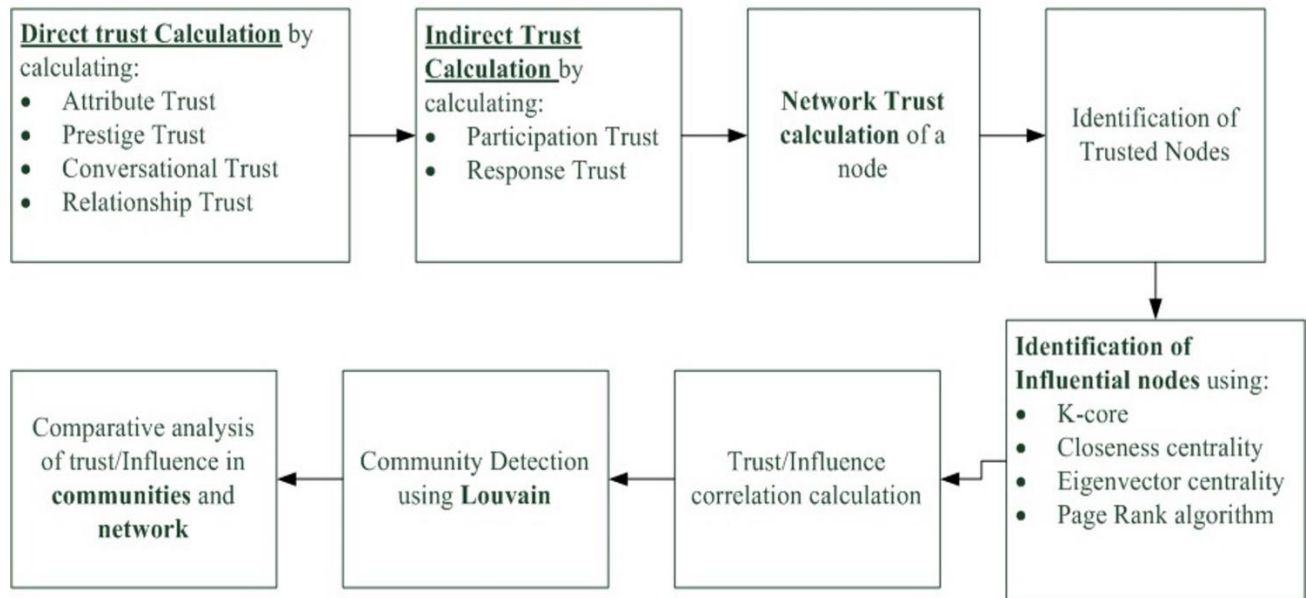 Direct trust Calculation by
calculating:
• Attribute Trust
• Prestige Trust
• Conversational Trust
• Relationship Trust
Indirect Trust
Calculation by
calculating:
• Participation Trust
• Response Trust
Network Trust
calculation of a
node
Identification of
Trusted Nodes
Identification of
Influential nodes using:
• K-core
• Closeness centrality
• Eigenvector centrality
• Page Rank algorithm
Trust/Influence
correlation calculation
Community Detection
using Louvain
Comparative analysis
of trust/Influence in
communities and
network